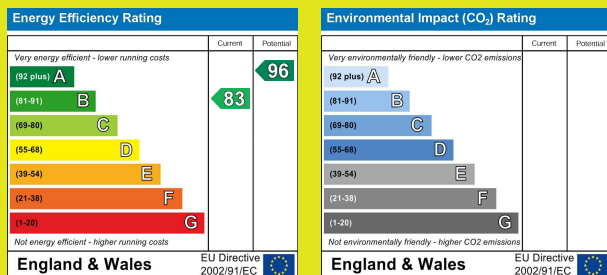 Energy Efficiency Rating
Current Potential
Very energy efficient - lower running costs
(92 plus) A
96
(81-91) B
83
(69-80) C
(55-68) D
(39-54) E
(21-38) F
(1-20) G
Not energy efficient - higher running costs
England & Wales
EU Directive
2002/91/EC
Environmental Impact (CO₂) Rating
Current Potential
Very environmentally friendly - lower CO2 emissions
(92 plus) A
(81-91) B
(69-80) C
(55-68) D
(39-54) E
(21-38) F
(1-20) G
Not environmentally friendly - higher CO2 emissions
England & Wales
EU Directive
2002/91/EC